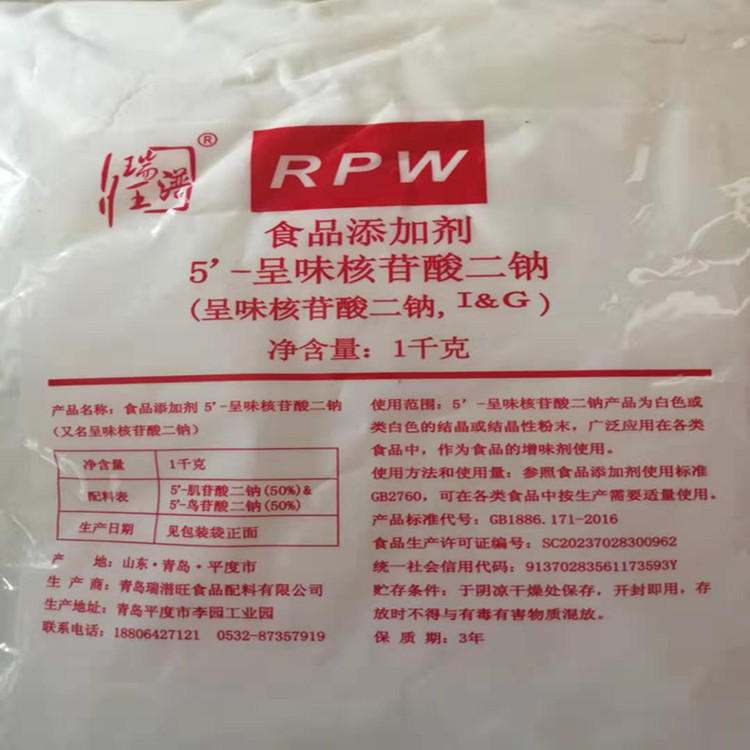 瑞潽旺®
RPW
食品添加剂
5'-呈味核苷酸二钠
(呈味核苷酸二钠, I&G)
净含量: 1千克
产品名称: 食品添加剂 5'-呈味核苷酸二钠
(又名呈味核苷酸二钠)
净含量 1千克
配料表 5'-肌苷酸二钠(50%)&
5'-鸟苷酸二钠(50%)
生产日期 见包装袋正面
产 地: 山东·青岛·平度市
生产商: 青岛瑞潽旺食品配料有限公司
生产地址: 青岛平度市李园工业园
联系电话: 18806427121 0532-87357919
使用范围: 5'-呈味核苷酸二钠产品为白色或
类白色的结晶或结晶性粉末，广泛应用在各类
食品中，作为食品的增味剂使用。
使用方法和使用量: 参照食品添加剂使用标准
GB2760, 可在各类食品中按生产需要适量使用。
产品标准代号: GB1886.171-2016
食品生产许可证编号: SC20237028300962
统一社会信用代码: 91370283561173593Y
贮存条件: 于阴凉干燥处保存，开封即用，存
放时不得与有毒有害物质混放。
保质期: 3年